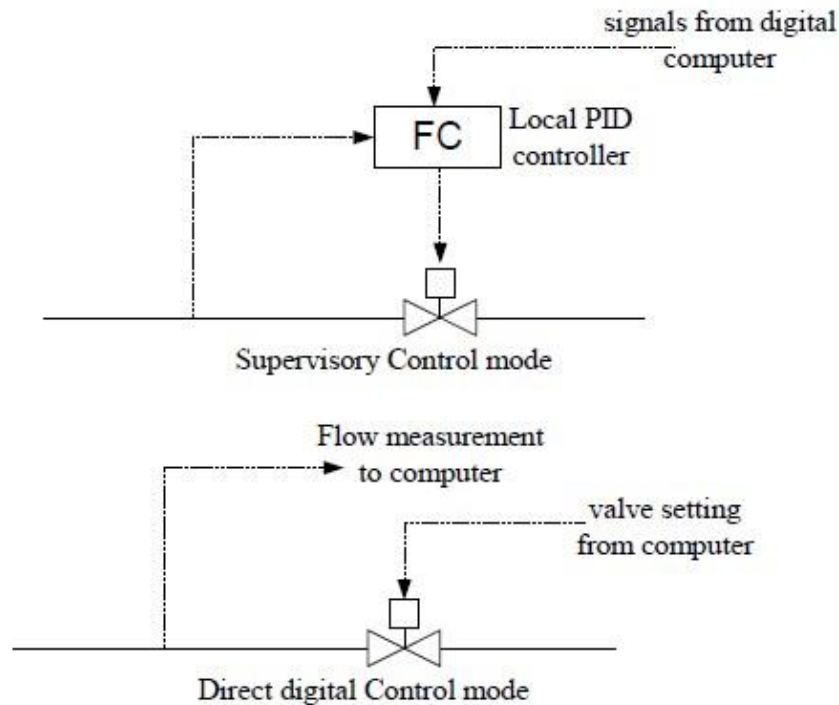 signals from digital
computer
FC
Local PID
controller
Supervisory Control mode
Flow measurement
to computer
valve setting
from computer
Direct digital Control mode